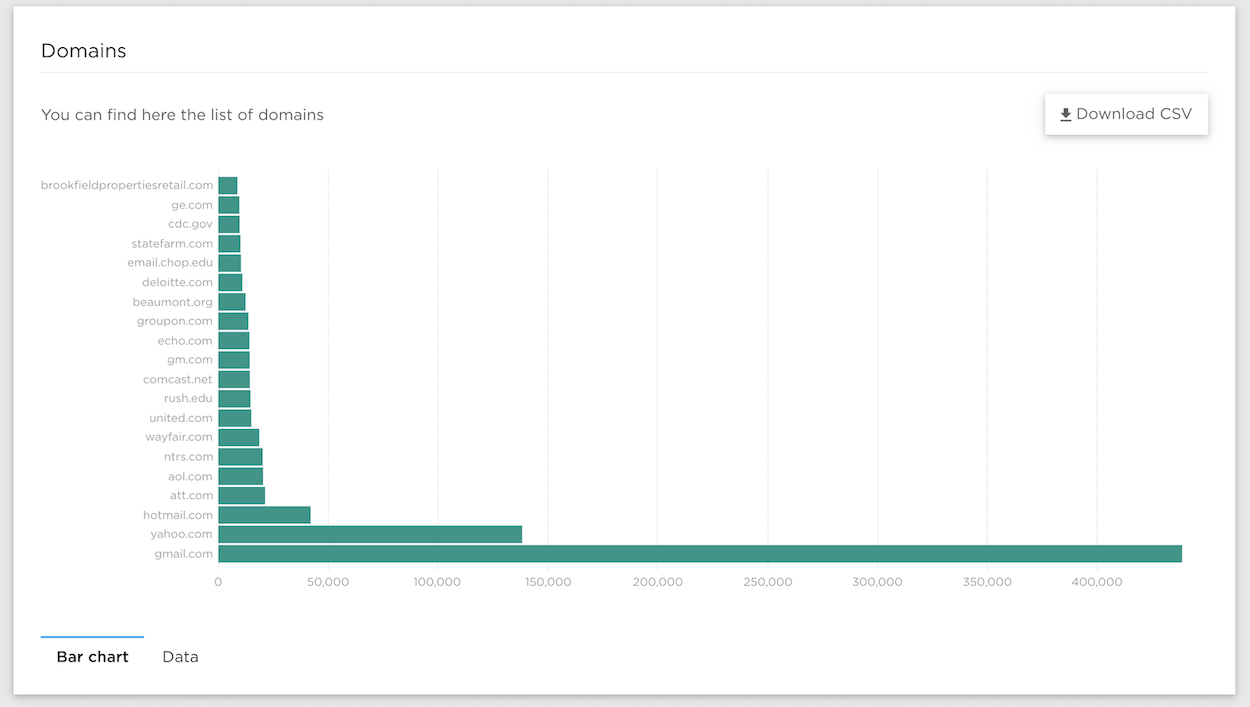 Domains
You can find here the list of domains
Download CSV
brookfieldpropertiesretail.com
ge.com
cdc.gov
statefarm.com
email.chop.edu
deloitte.com
beaumont.org
groupon.com
echo.com
gm.com
comcast.net
rush.edu
united.com
wayfair.com
ntrs.com
aol.com
att.com
hotmail.com
yahoo.com
gmail.com
0 50,000 100,000 150,000 200,000 250,000 300,000 350,000 400,000
Bar chart Data